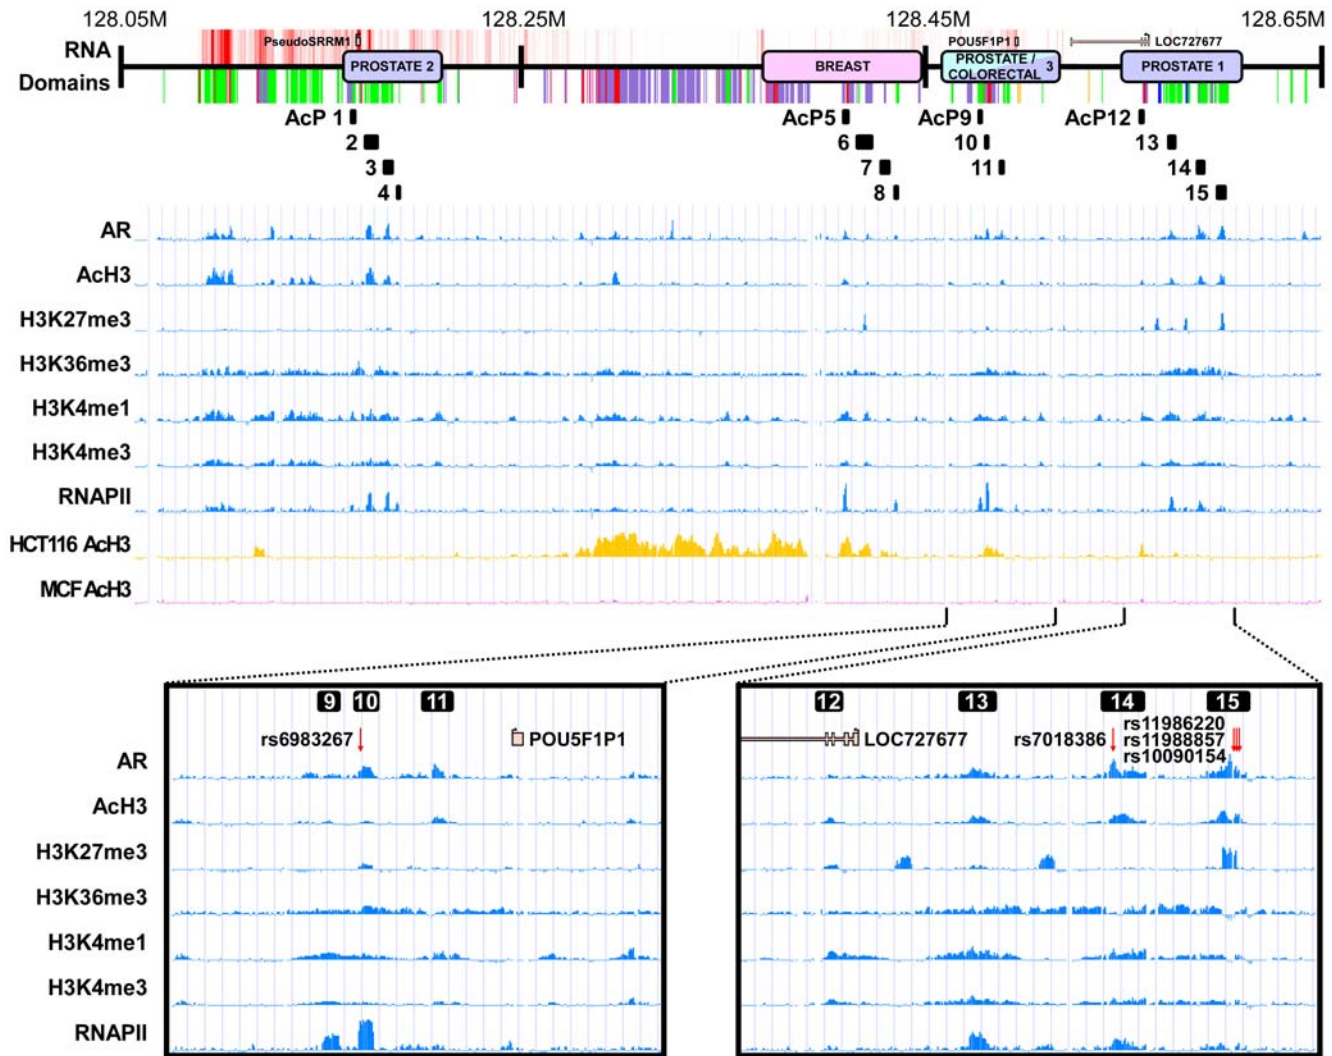 128.05M 128.25M 128.45M 128.65M
RNA PseudoSRRM1 POU5F1P1 LOC727677
Domains PROSTATE 2 BREAST PROSTATE / COLORECTAL 3 PROSTATE 1
AcP 1 AcP5 AcP9 AcP12
2 6 10 13
3 7 11 14
4 8 15
AR
AcH3
H3K27me3
H3K36me3
H3K4me1
H3K4me3
RNAPII
HCT116 AcH3
MCF AcH3
9 10 11
rs6983267 POU5F1P1
12 13 14 15
LOC727677 rs7018386 rs11986220
rs11988857
rs10090154
AR
AcH3
H3K27me3
H3K36me3
H3K4me1
H3K4me3
RNAPII